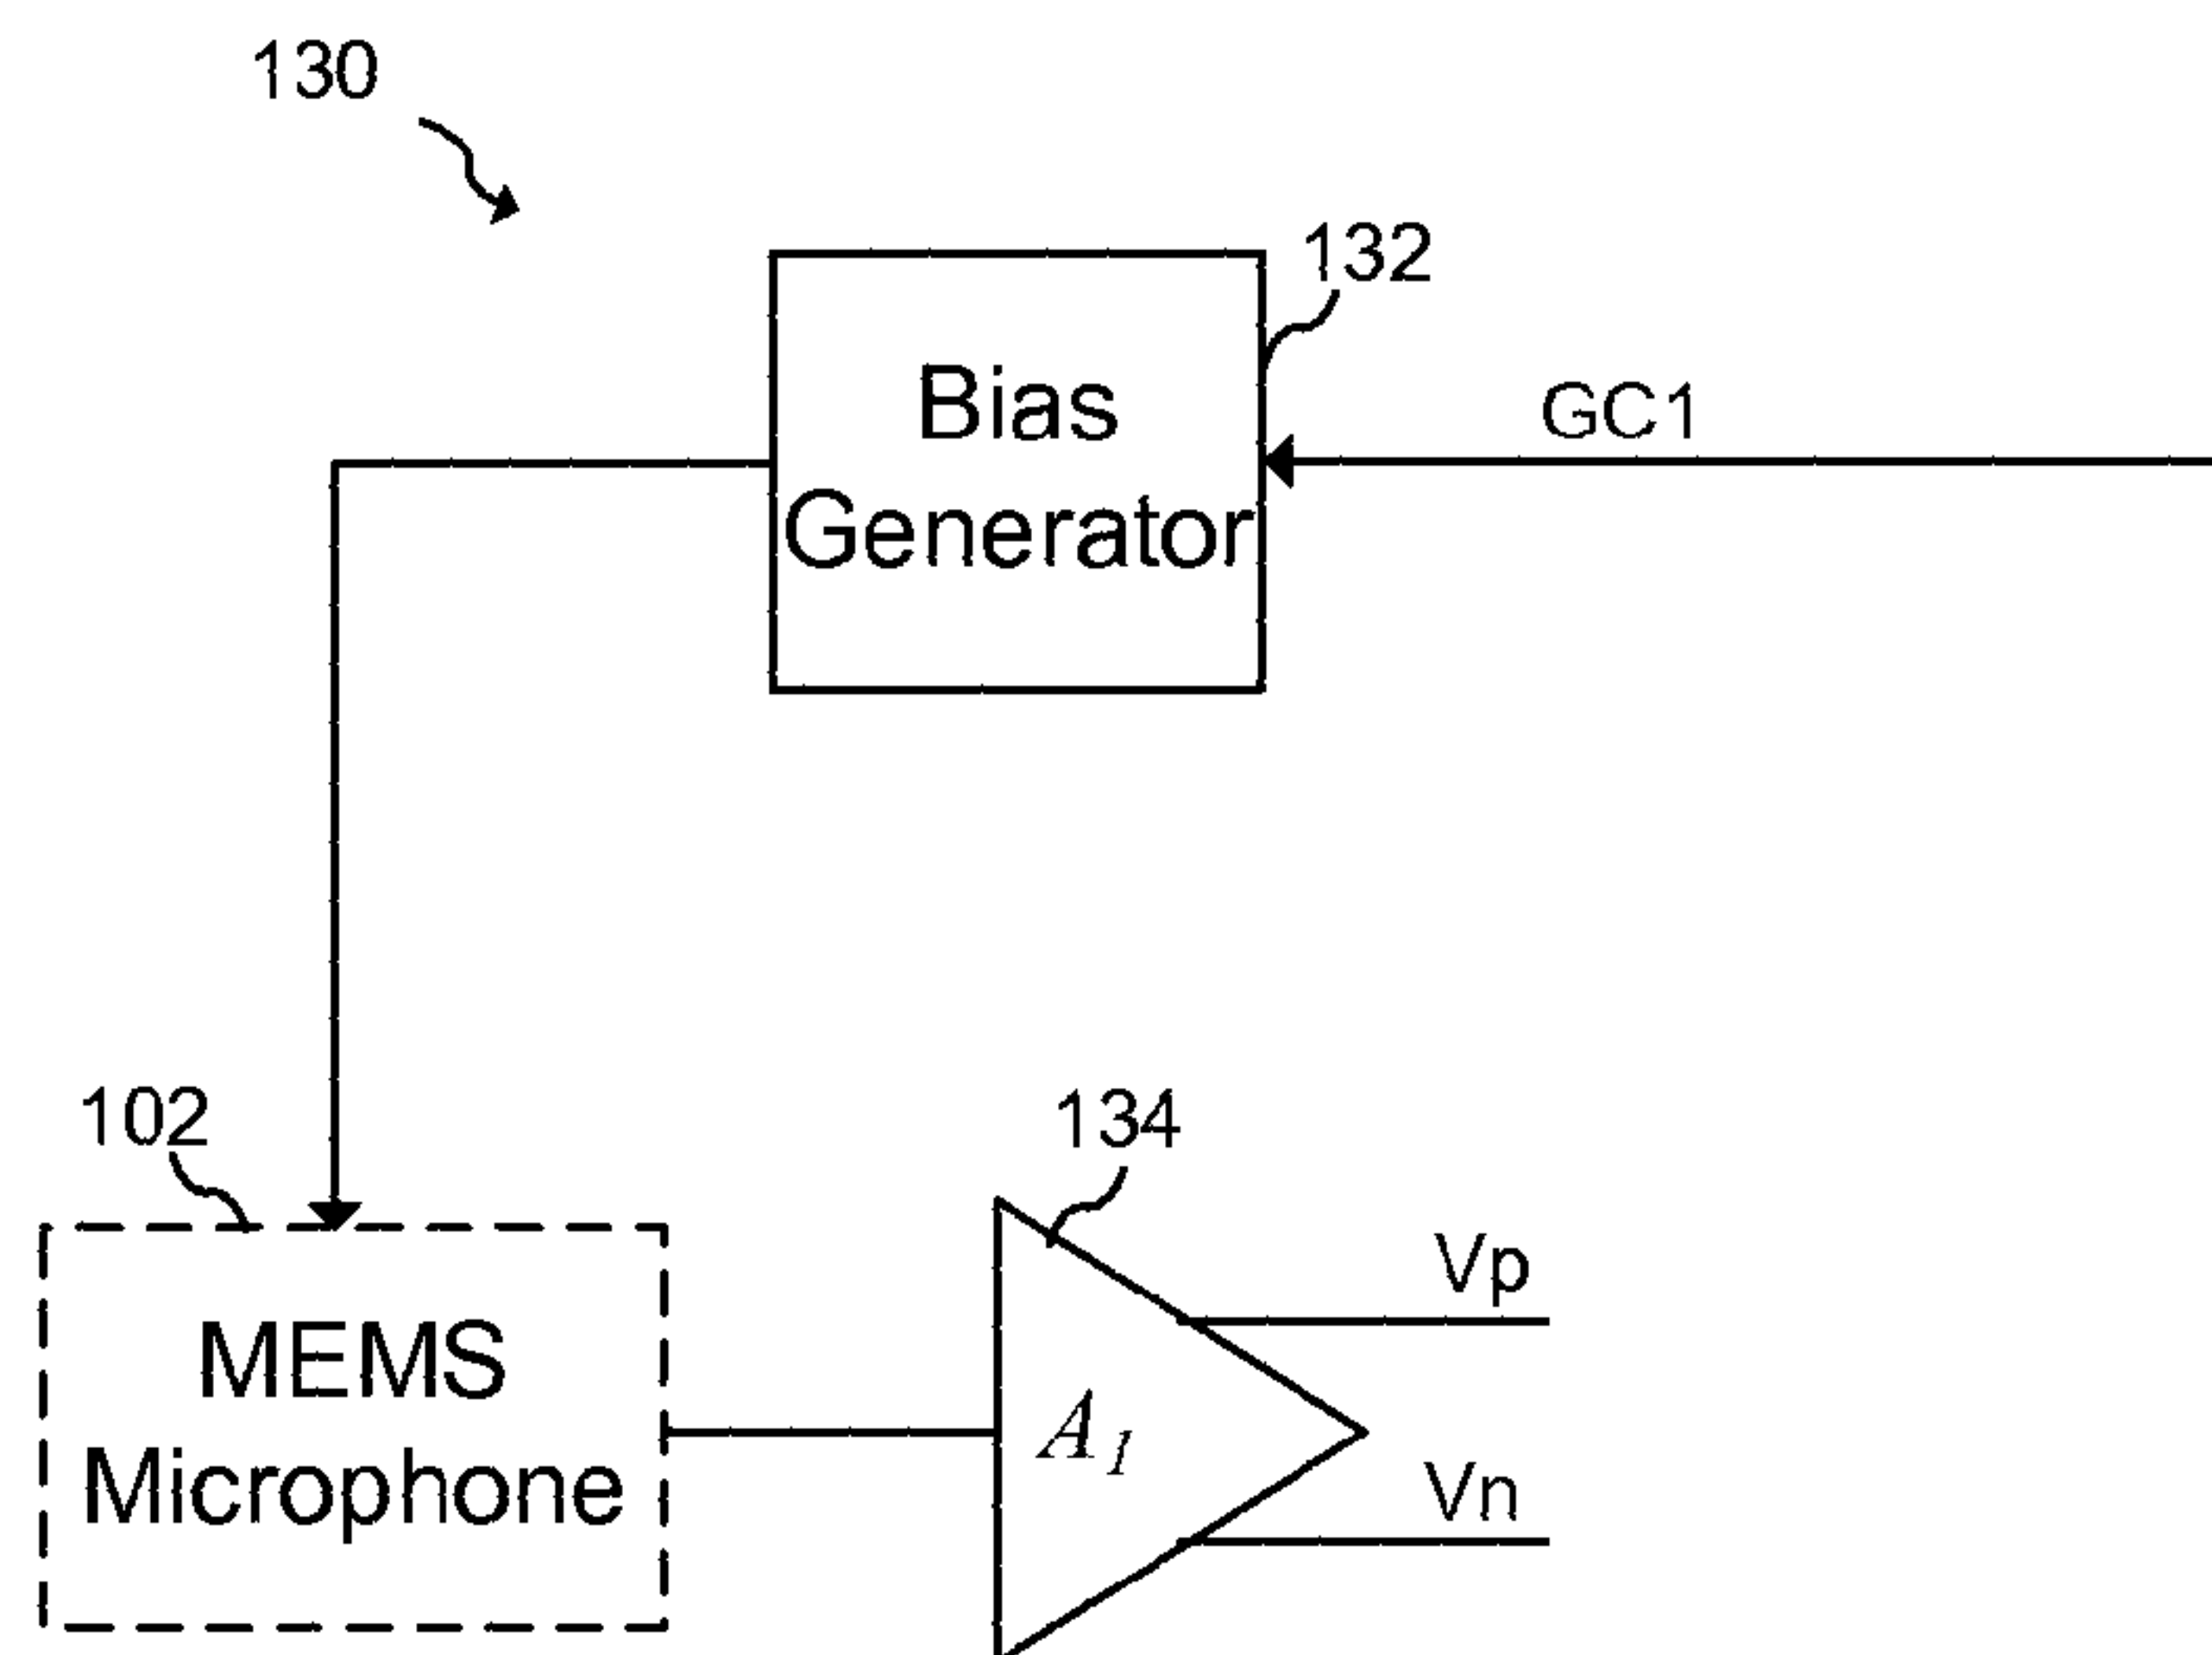 130
132
Bias
Generator
GC1
102
134
MEMS
Microphone
A1
Vp
Vn